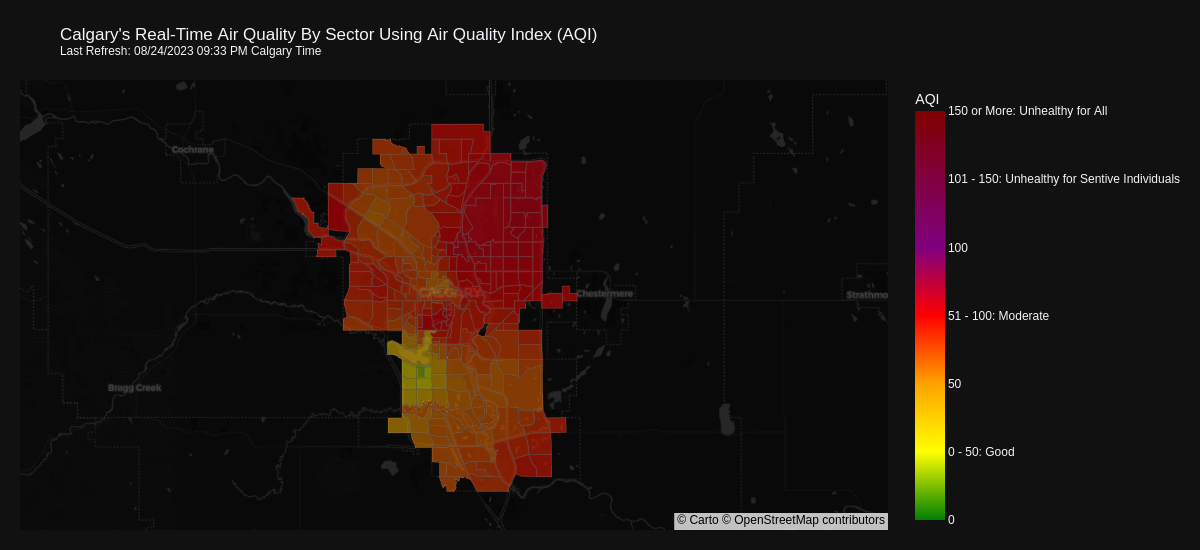 Calgary's Real-Time Air Quality By Sector Using Air Quality Index (AQI)
Last Refresh: 08/24/2023 09:33 PM Calgary Time
AQI
150 or More: Unhealthy for All
Cochrane
101 - 150: Unhealthy for Sentive Individuals
100
CALGARY
Chestermere
Strathmo
51 - 100: Moderate
50
Bragg Creek
0 - 50: Good
0
© Carto © OpenStreetMap contributors